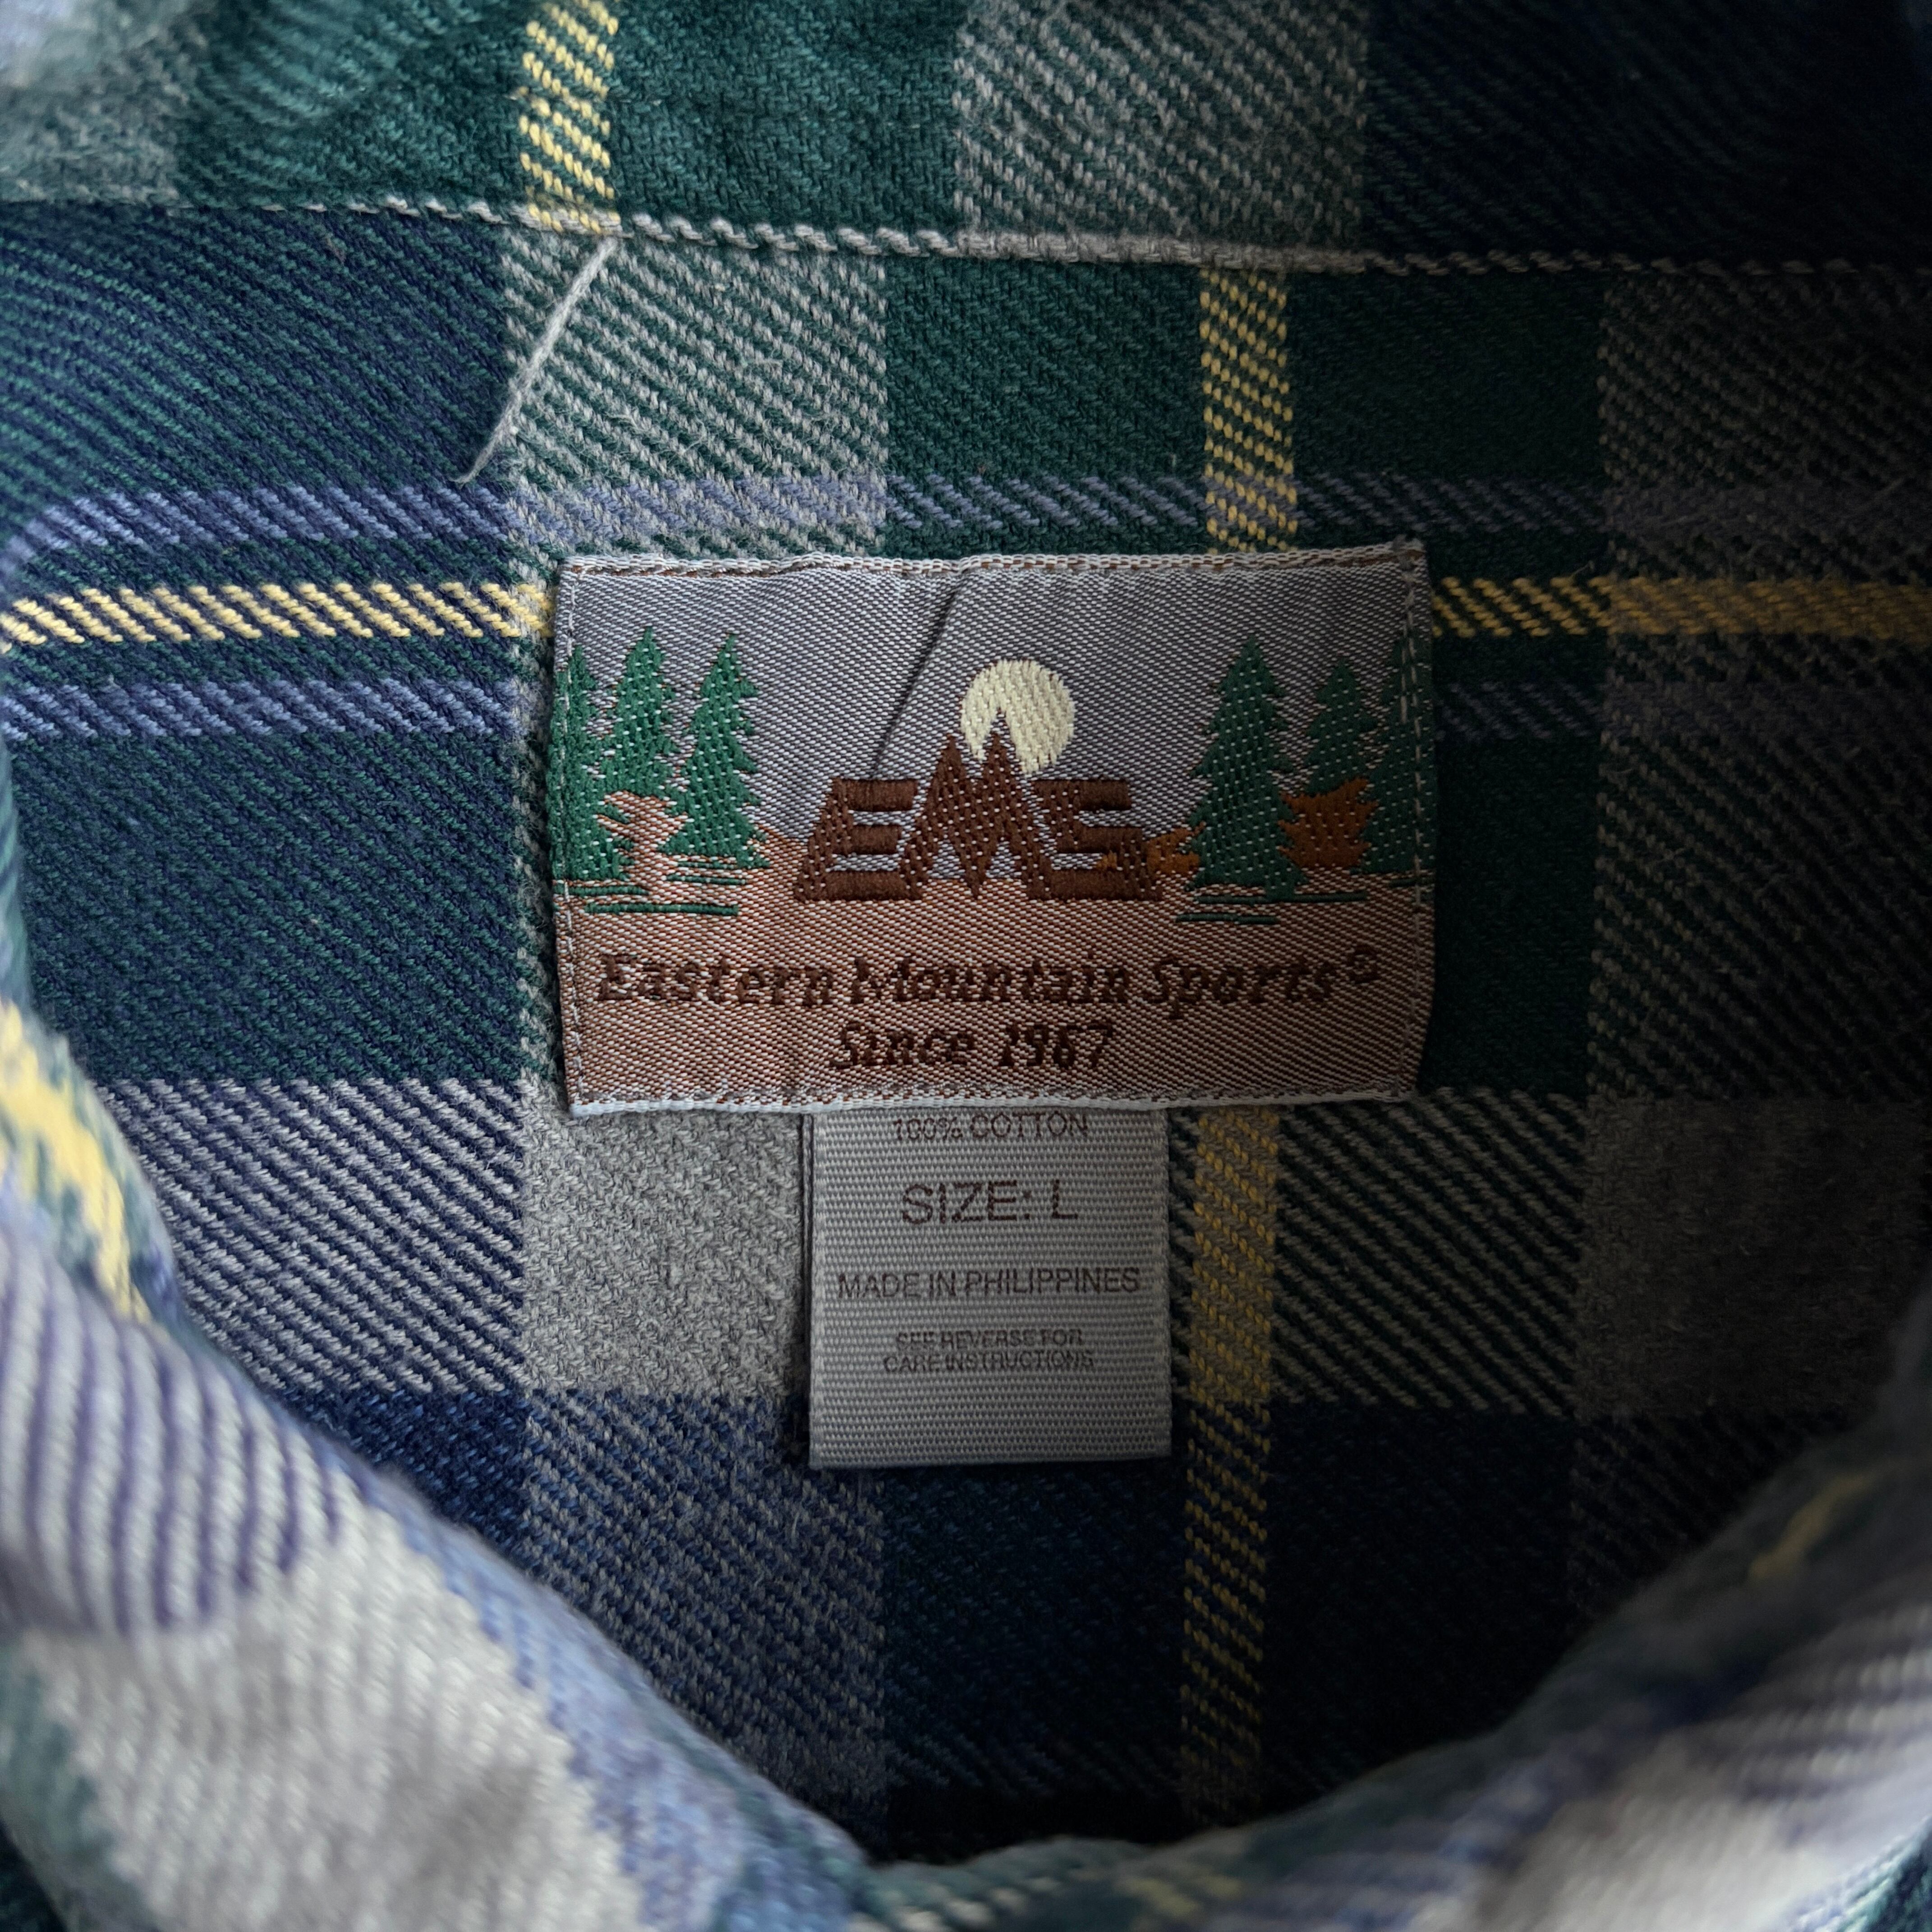 EMS
Eastern Mountain Sports®
Since 1967
100% COTTON
SIZE: L
MADE IN PHILIPPINES
SEE REVERSE FOR
CARE INSTRUCTIONS